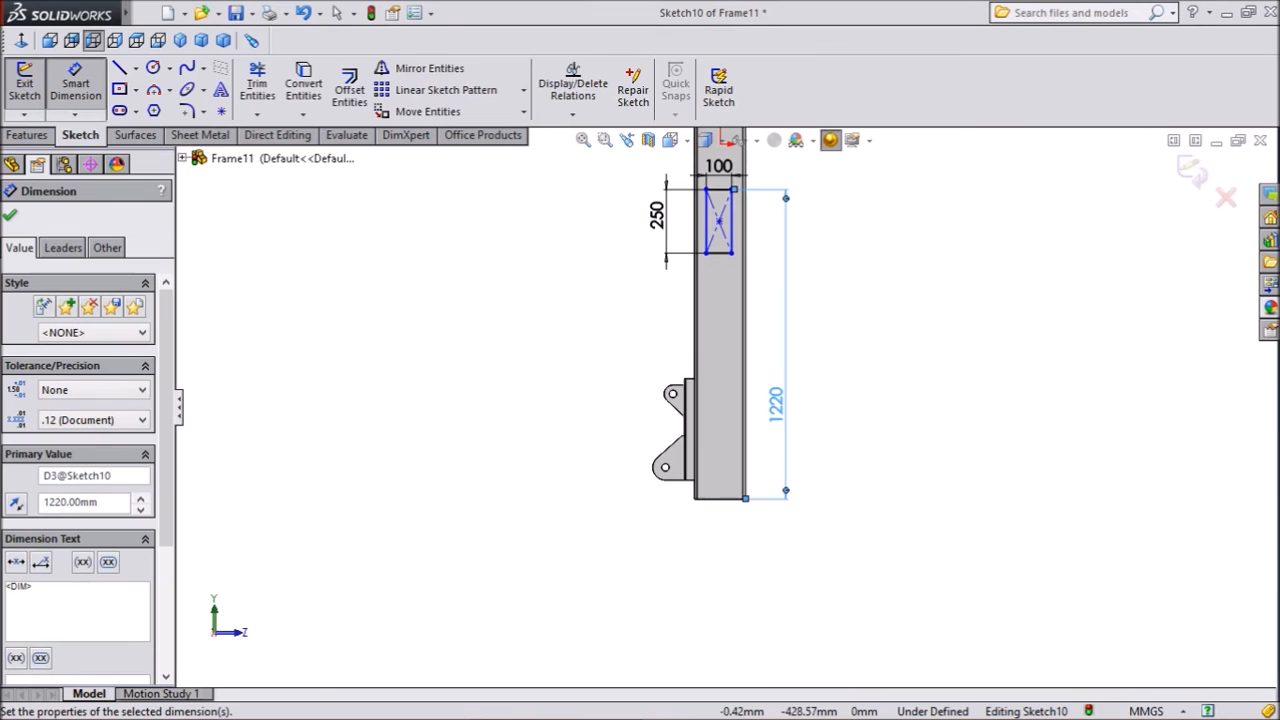 SOLIDWORKS
Sketch10 of Frame11 *
Search files and models
Exit Sketch
Smart Dimension
Trim Entities
Convert Entities
Offset Entities
Mirror Entities
Linear Sketch Pattern
Move Entities
Display/Delete Relations
Repair Sketch
Quick Snaps
Rapid Sketch
Features
Sketch
Surfaces
Sheet Metal
Direct Editing
Evaluate
DimXpert
Office Products
Frame11 (Default<<Defaul...
Dimension
?
Value
Leaders
Other
Style
<NONE>
Tolerance/Precision
None
.12 (Document)
Primary Value
D3@Sketch10
1220.00mm
Dimension Text
(xx)
(xx)
<DIM>
(xx)
(xx)
100
250
1220
Y
Z
Model
Motion Study 1
Set the properties of the selected dimension(s).
-0.42mm
-428.57mm
0mm
Under Defined
Editing Sketch10
MMGS
?